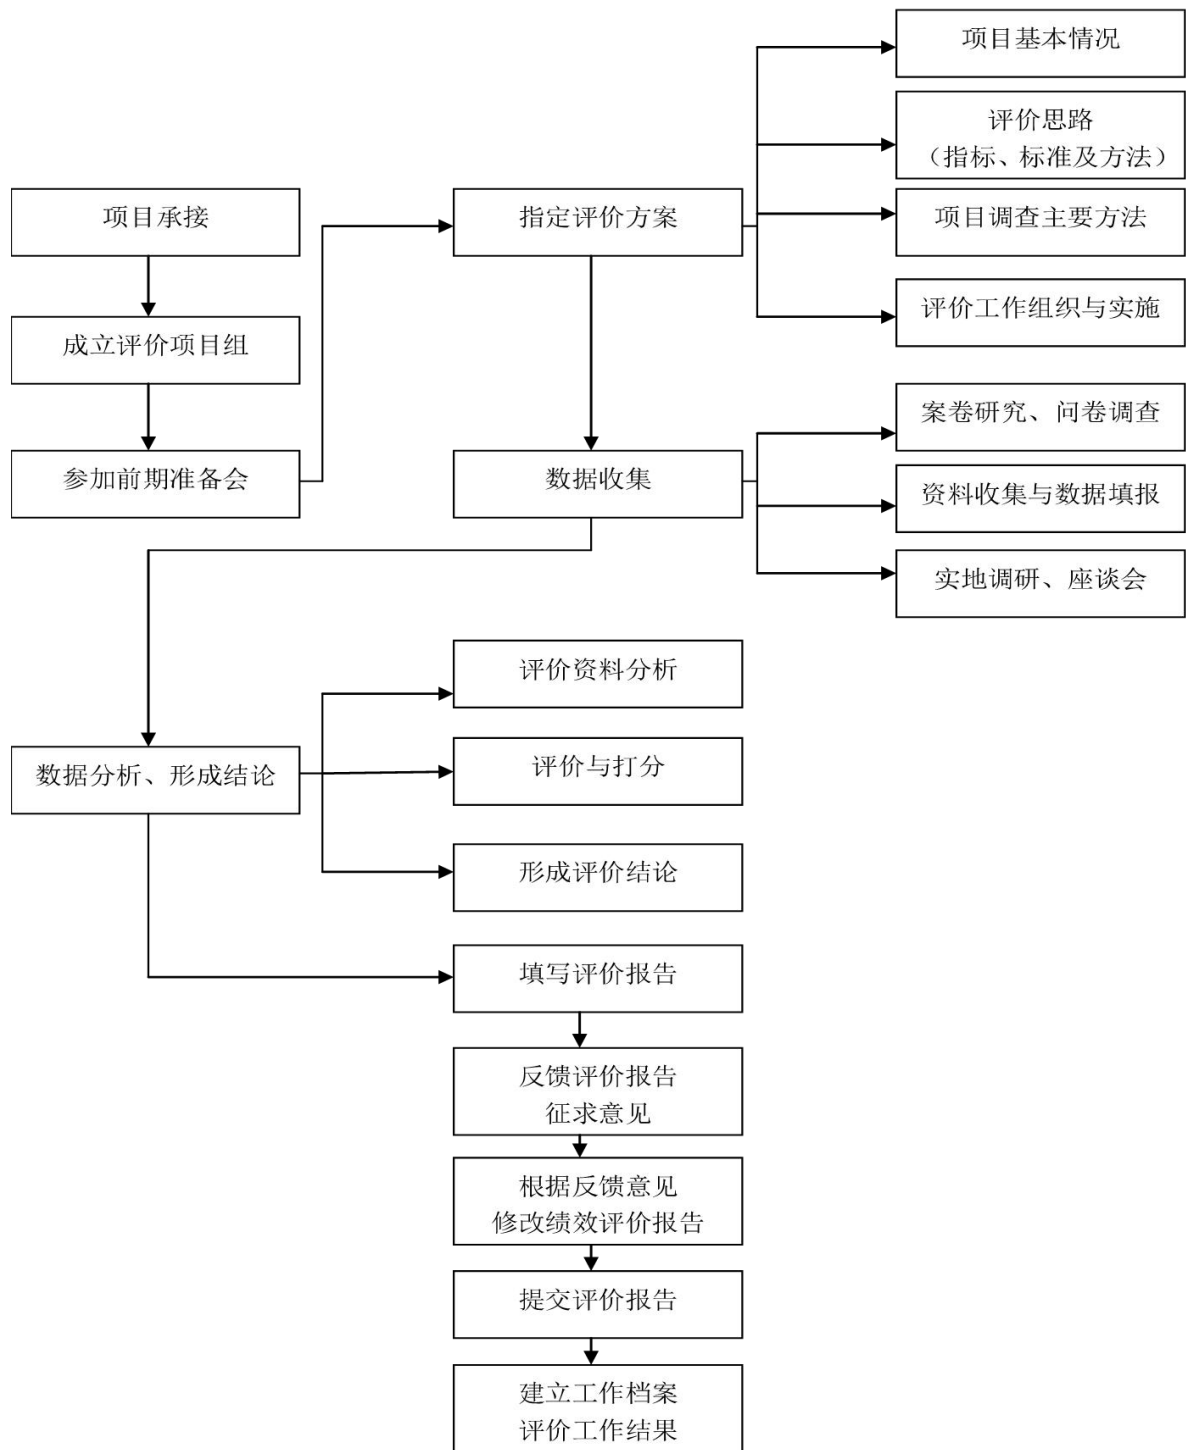 项目承接
成立评价项目组
参加前期准备会
指定评价方案
项目基本情况
评价思路
（指标、标准及方法）
项目调查主要方法
评价工作组织与实施
数据收集
案卷研究、问卷调查
资料收集与数据填报
实地调研、座谈会
数据分析、形成结论
评价资料分析
评价与打分
形成评价结论
填写评价报告
反馈评价报告
征求意见
根据反馈意见
修改绩效评价报告
提交评价报告
建立工作档案
评价工作结果